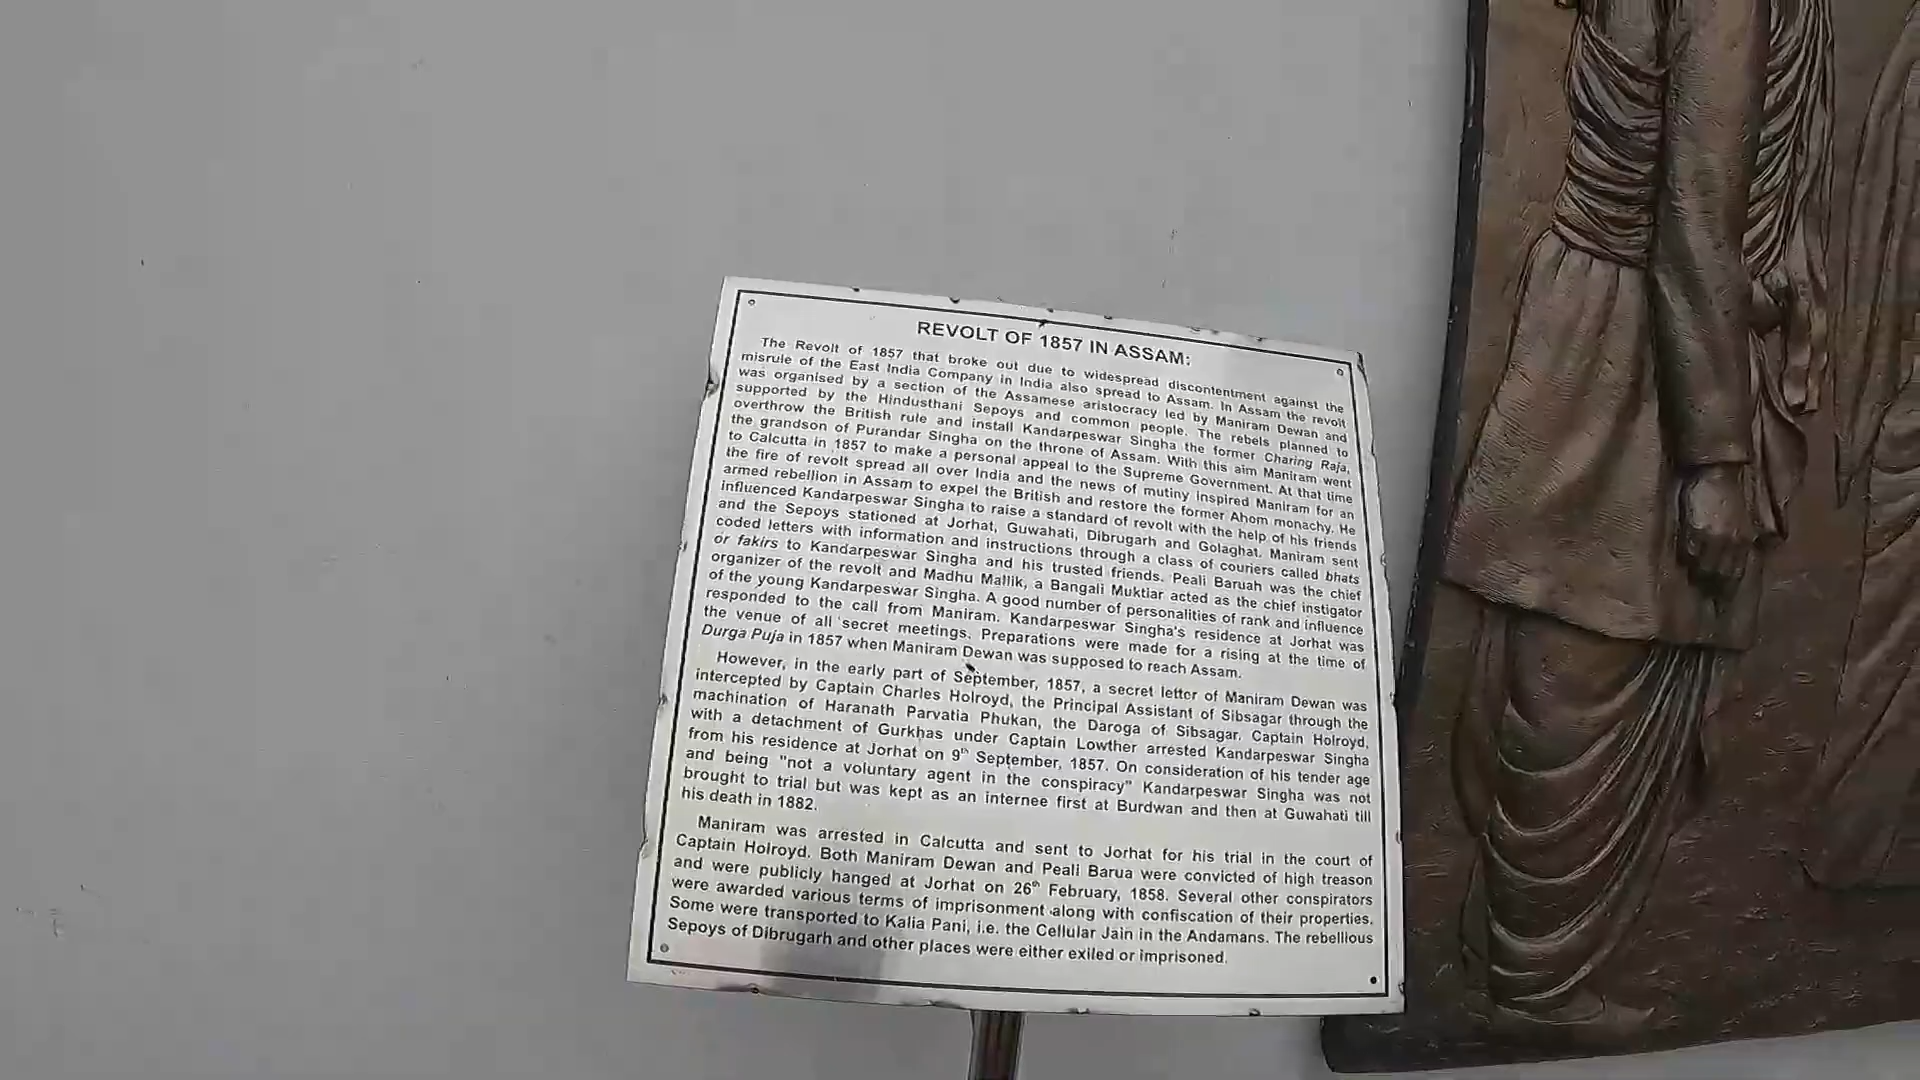 REVOLT OF 1857 IN ASSAM:
The Revolt of 1857 that broke out due to widespread discontentment against the
misrule of the East India Company in India also spread to Assam. In Assam the revolt
was organised by a section of the Assamese aristocracy led by Maniram Dewan and
supported by the Hindusthani Sepoys and common people. The rebels planned to
overthrow the British rule and install Kandarpeswar Singha the former Charing Raja,
the grandson of Purandar Singha on the throne of Assam. With this aim Maniram went
to Calcutta in 1857 to make a personal appeal to the Supreme Government. At that time
the fire of revolt spread all over India and the news of mutiny inspired Maniram for an
armed rebellion in Assam to expel the British and restore the former Ahom monachy. He
influenced Kandarpeswar Singha to raise a standard of revolt with the help of his friends
and the Sepoys stationed at Jorhat, Guwahati, Dibrugarh and Golaghat. Maniram sent
coded letters with information and instructions through a class of couriers called bhats
or fakirs to Kandarpeswar Singha and his trusted friends. Peali Baruah was the chief
organizer of the revolt and Madhu Mallik, a Bangali Muktiar acted as the chief instigator
of the young Kandarpeswar Singha. A good number of personalities of rank and influence
responded to the call from Maniram. Kandarpeswar Singha's residence at Jorhat was
the venue of all secret meetings. Preparations were made for a rising at the time of
Durga Puja in 1857 when Maniram Dewan was supposed to reach Assam.
However, in the early part of September, 1857, a secret letter of Maniram Dewan was
intercepted by Captain Charles Holroyd, the Principal Assistant of Sibsagar through the
machination of Haranath Parvatia Phukan, the Daroga of Sibsagar. Captain Holroyd,
with a detachment of Gurkhas under Captain Lowther arrested Kandarpeswar Singha
from his residence at Jorhat on 9th September, 1857. On consideration of his tender age
and being "not a voluntary agent in the conspiracy" Kandarpeswar Singha was not
brought to trial but was kept as an internee first at Burdwan and then at Guwahati till
his death in 1882.
Maniram was arrested in Calcutta and sent to Jorhat for his trial in the court of
Captain Holroyd. Both Maniram Dewan and Peali Barua were convicted of high treason
and were publicly hanged at Jorhat on 26th February, 1858. Several other conspirators
were awarded various terms of imprisonment along with confiscation of their properties.
Some were transported to Kalia Pani, i.e. the Cellular Jain in the Andamans. The rebellious
Sepoys of Dibrugarh and other places were either exiled or imprisoned.